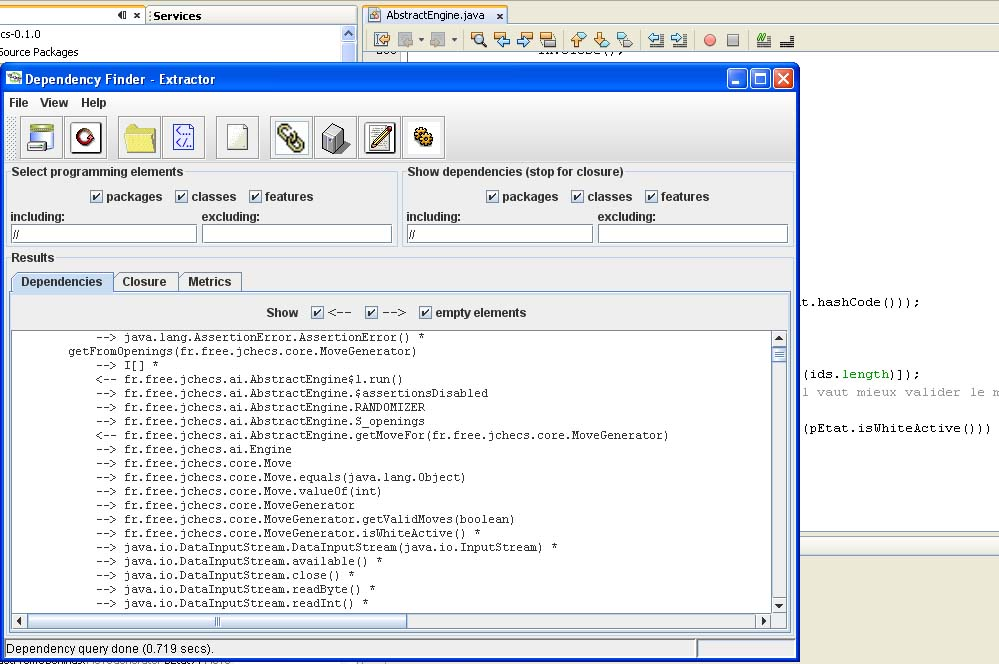 Services
AbstractEngine.java
cs-0.1.0
Source Packages
in.close();
Dependency Finder - Extractor
File View Help
Select programming elements
packages classes features
including: excluding:
//
Show dependencies (stop for closure)
packages classes features
including: excluding:
//
Results
Dependencies Closure Metrics
Show <-- --> empty elements
--> java.lang.AssertionError.AssertionError() *
getFromOpenings(fr.free.jchecs.core.MoveGenerator)
--> I[] *
<-- fr.free.jchecs.ai.AbstractEngine$1.run()
--> fr.free.jchecs.ai.AbstractEngine.$assertionsDisabled
--> fr.free.jchecs.ai.AbstractEngine.RANDOMIZER
--> fr.free.jchecs.ai.AbstractEngine.S_openings
<-- fr.free.jchecs.ai.AbstractEngine.getMoveFor(fr.free.jchecs.core.MoveGenerator)
--> fr.free.jchecs.ai.Engine
--> fr.free.jchecs.core.Move
--> fr.free.jchecs.core.Move.equals(java.lang.Object)
--> fr.free.jchecs.core.Move.valueOf(int)
--> fr.free.jchecs.core.MoveGenerator
--> fr.free.jchecs.core.MoveGenerator.getValidMoves(boolean)
--> fr.free.jchecs.core.MoveGenerator.isWhiteActive() *
--> java.io.DataInputStream.DataInputStream(java.io.InputStream) *
--> java.io.DataInputStream.available() *
--> java.io.DataInputStream.close() *
--> java.io.DataInputStream.readByte() *
--> java.io.DataInputStream.readInt() *
Dependency query done (0.719 secs).
t.hashCode()));
(ids.length)]);
l vaut mieux valider le m
(pEtat.isWhiteActive()))